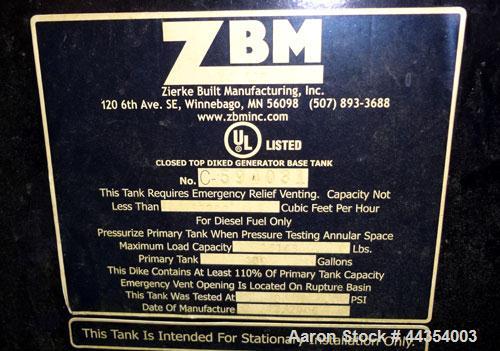 ZBM
Zierke Built Manufacturing, Inc.
120 6th Ave. SE, Winnebago, MN 56098 (507) 893-3688
www.zbminc.com
UL LISTED
CLOSED TOP DIKED GENERATOR BASE TANK
No.
This Tank Requires Emergency Relief Venting. Capacity Not
Less Than Cubic Feet Per Hour
For Diesel Fuel Only
Pressurize Primary Tank When Pressure Testing Annular Space
Maximum Load Capacity Lbs.
Primary Tank Gallons
This Dike Contains At Least 110% Of Primary Tank Capacity
Emergency Vent Opening Is Located On Rupture Basin
This Tank Was Tested At PSI
Date Of Manufacture
This Tank Is Intended For Stationary Installation Only.
Aaron Stock # 44354003